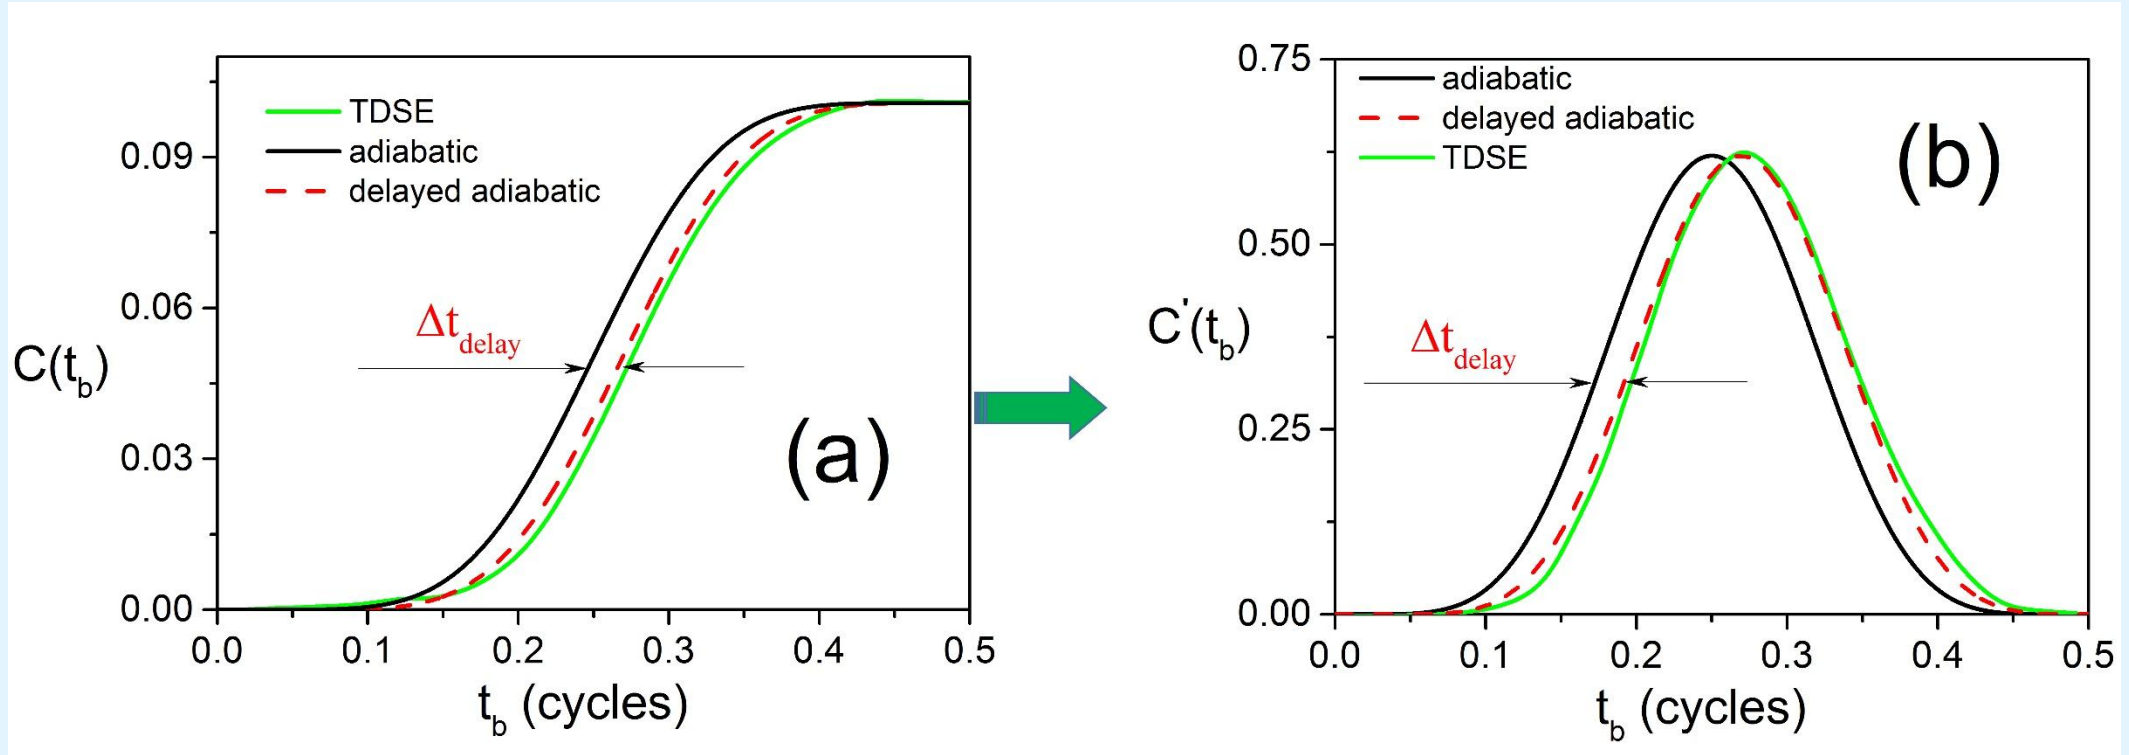 TDSE
adiabatic
delayed adiabatic
0.09
0.06
0.03
0.00
C(t_b)
Δt_delay
(a)
0.0 0.1 0.2 0.3 0.4 0.5
t_b (cycles)
adiabatic
delayed adiabatic
TDSE
(b)
0.75
0.50
0.25
0.00
C'(t_b)
Δt_delay
0.0 0.1 0.2 0.3 0.4 0.5
t_b (cycles)